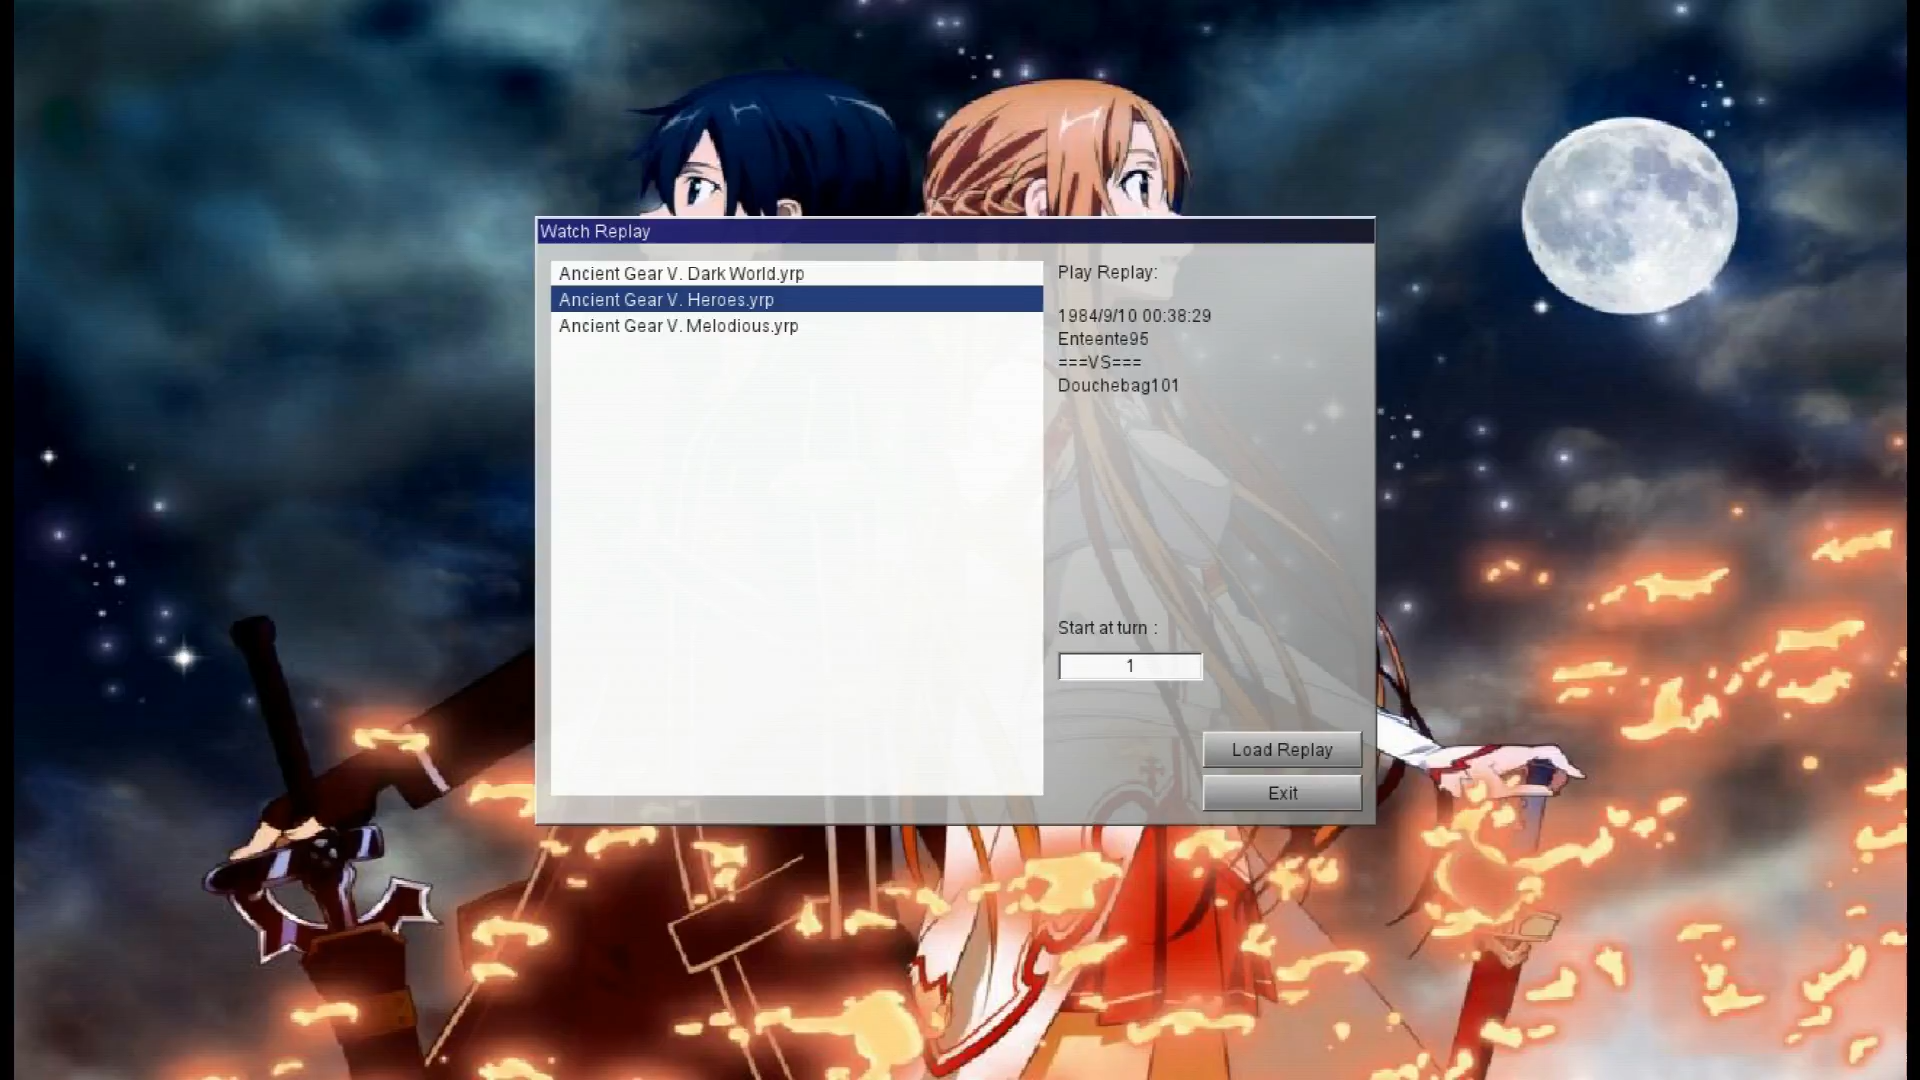 Watch Replay
Ancient Gear V. Dark World.yrp
Ancient Gear V. Heroes.yrp
Ancient Gear V. Melodious.yrp
Play Replay:
1984/9/10 00:38:29
Enteente95
===VS===
Douchebag101
Start at turn :
1
Load Replay
Exit